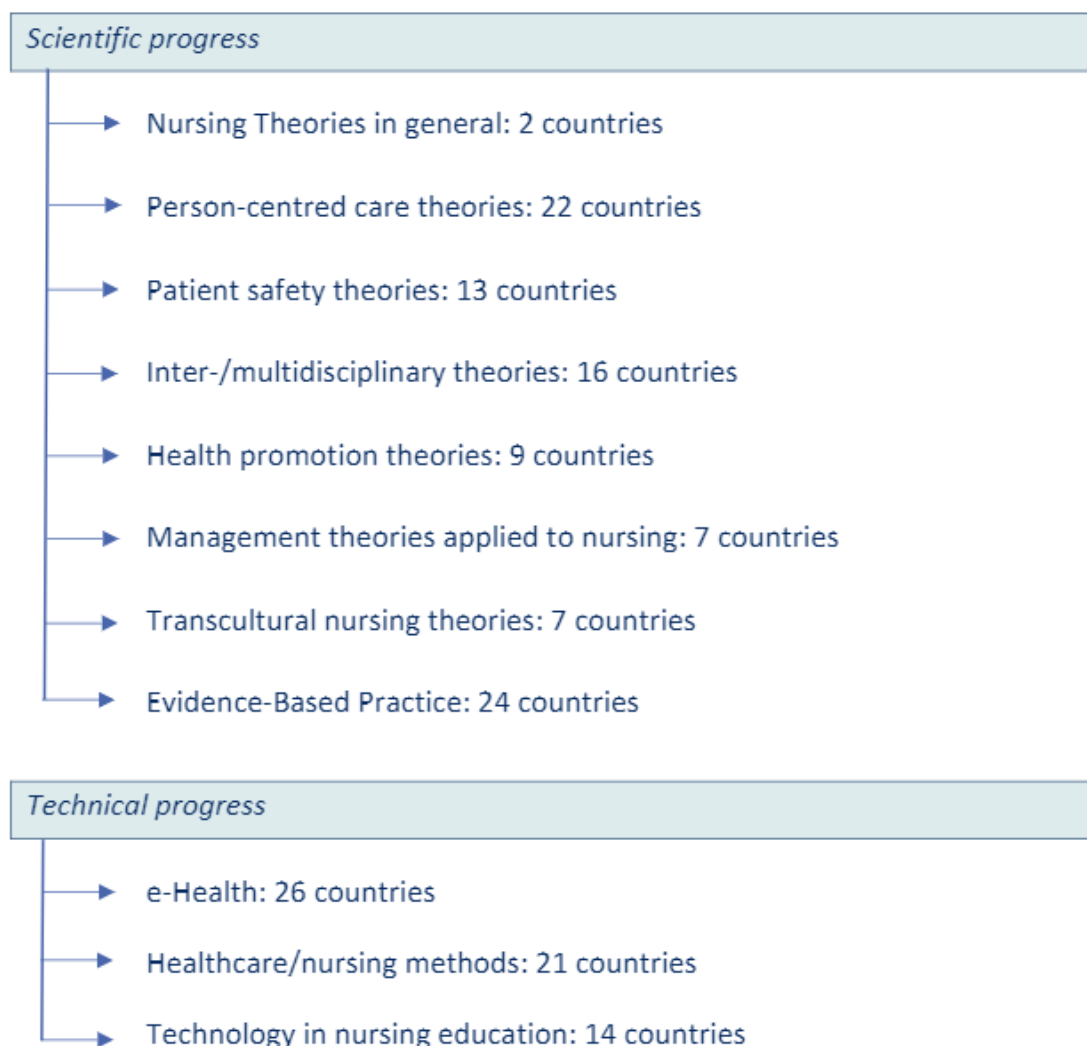 Scientific progress
Nursing Theories in general: 2 countries
Person-centred care theories: 22 countries
Patient safety theories: 13 countries
Inter-/multidisciplinary theories: 16 countries
Health promotion theories: 9 countries
Management theories applied to nursing: 7 countries
Transcultural nursing theories: 7 countries
Evidence-Based Practice: 24 countries
Technical progress
e-Health: 26 countries
Healthcare/nursing methods: 21 countries
Technology in nursing education: 14 countries